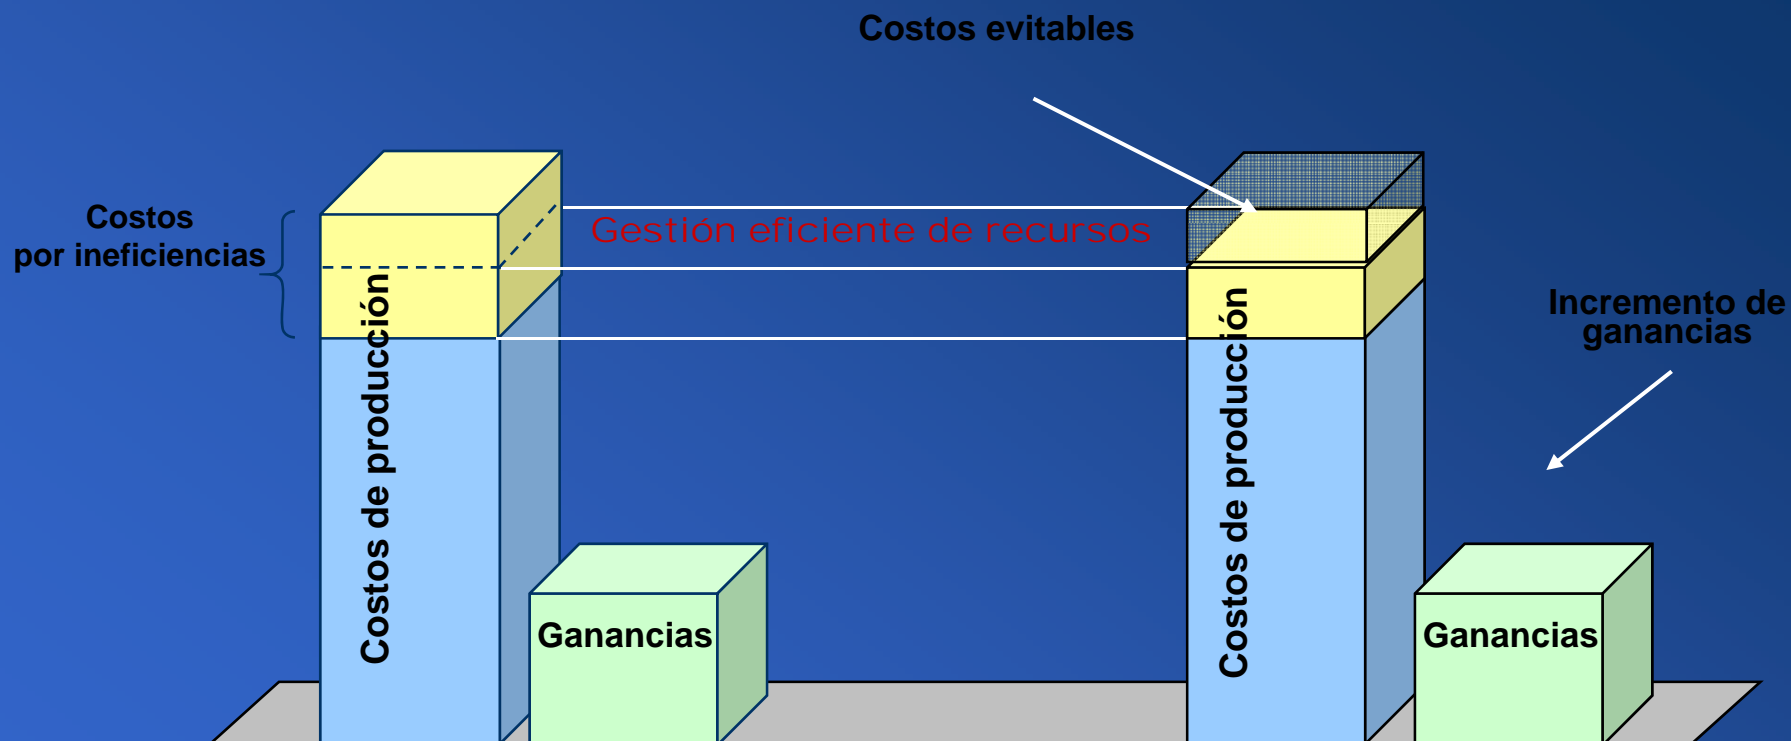 Costos evitables
Costos
por ineficiencias
Gestión eficiente de recursos
Costos de producción
Costos de producción
Incremento de
ganancias
Ganancias
Ganancias